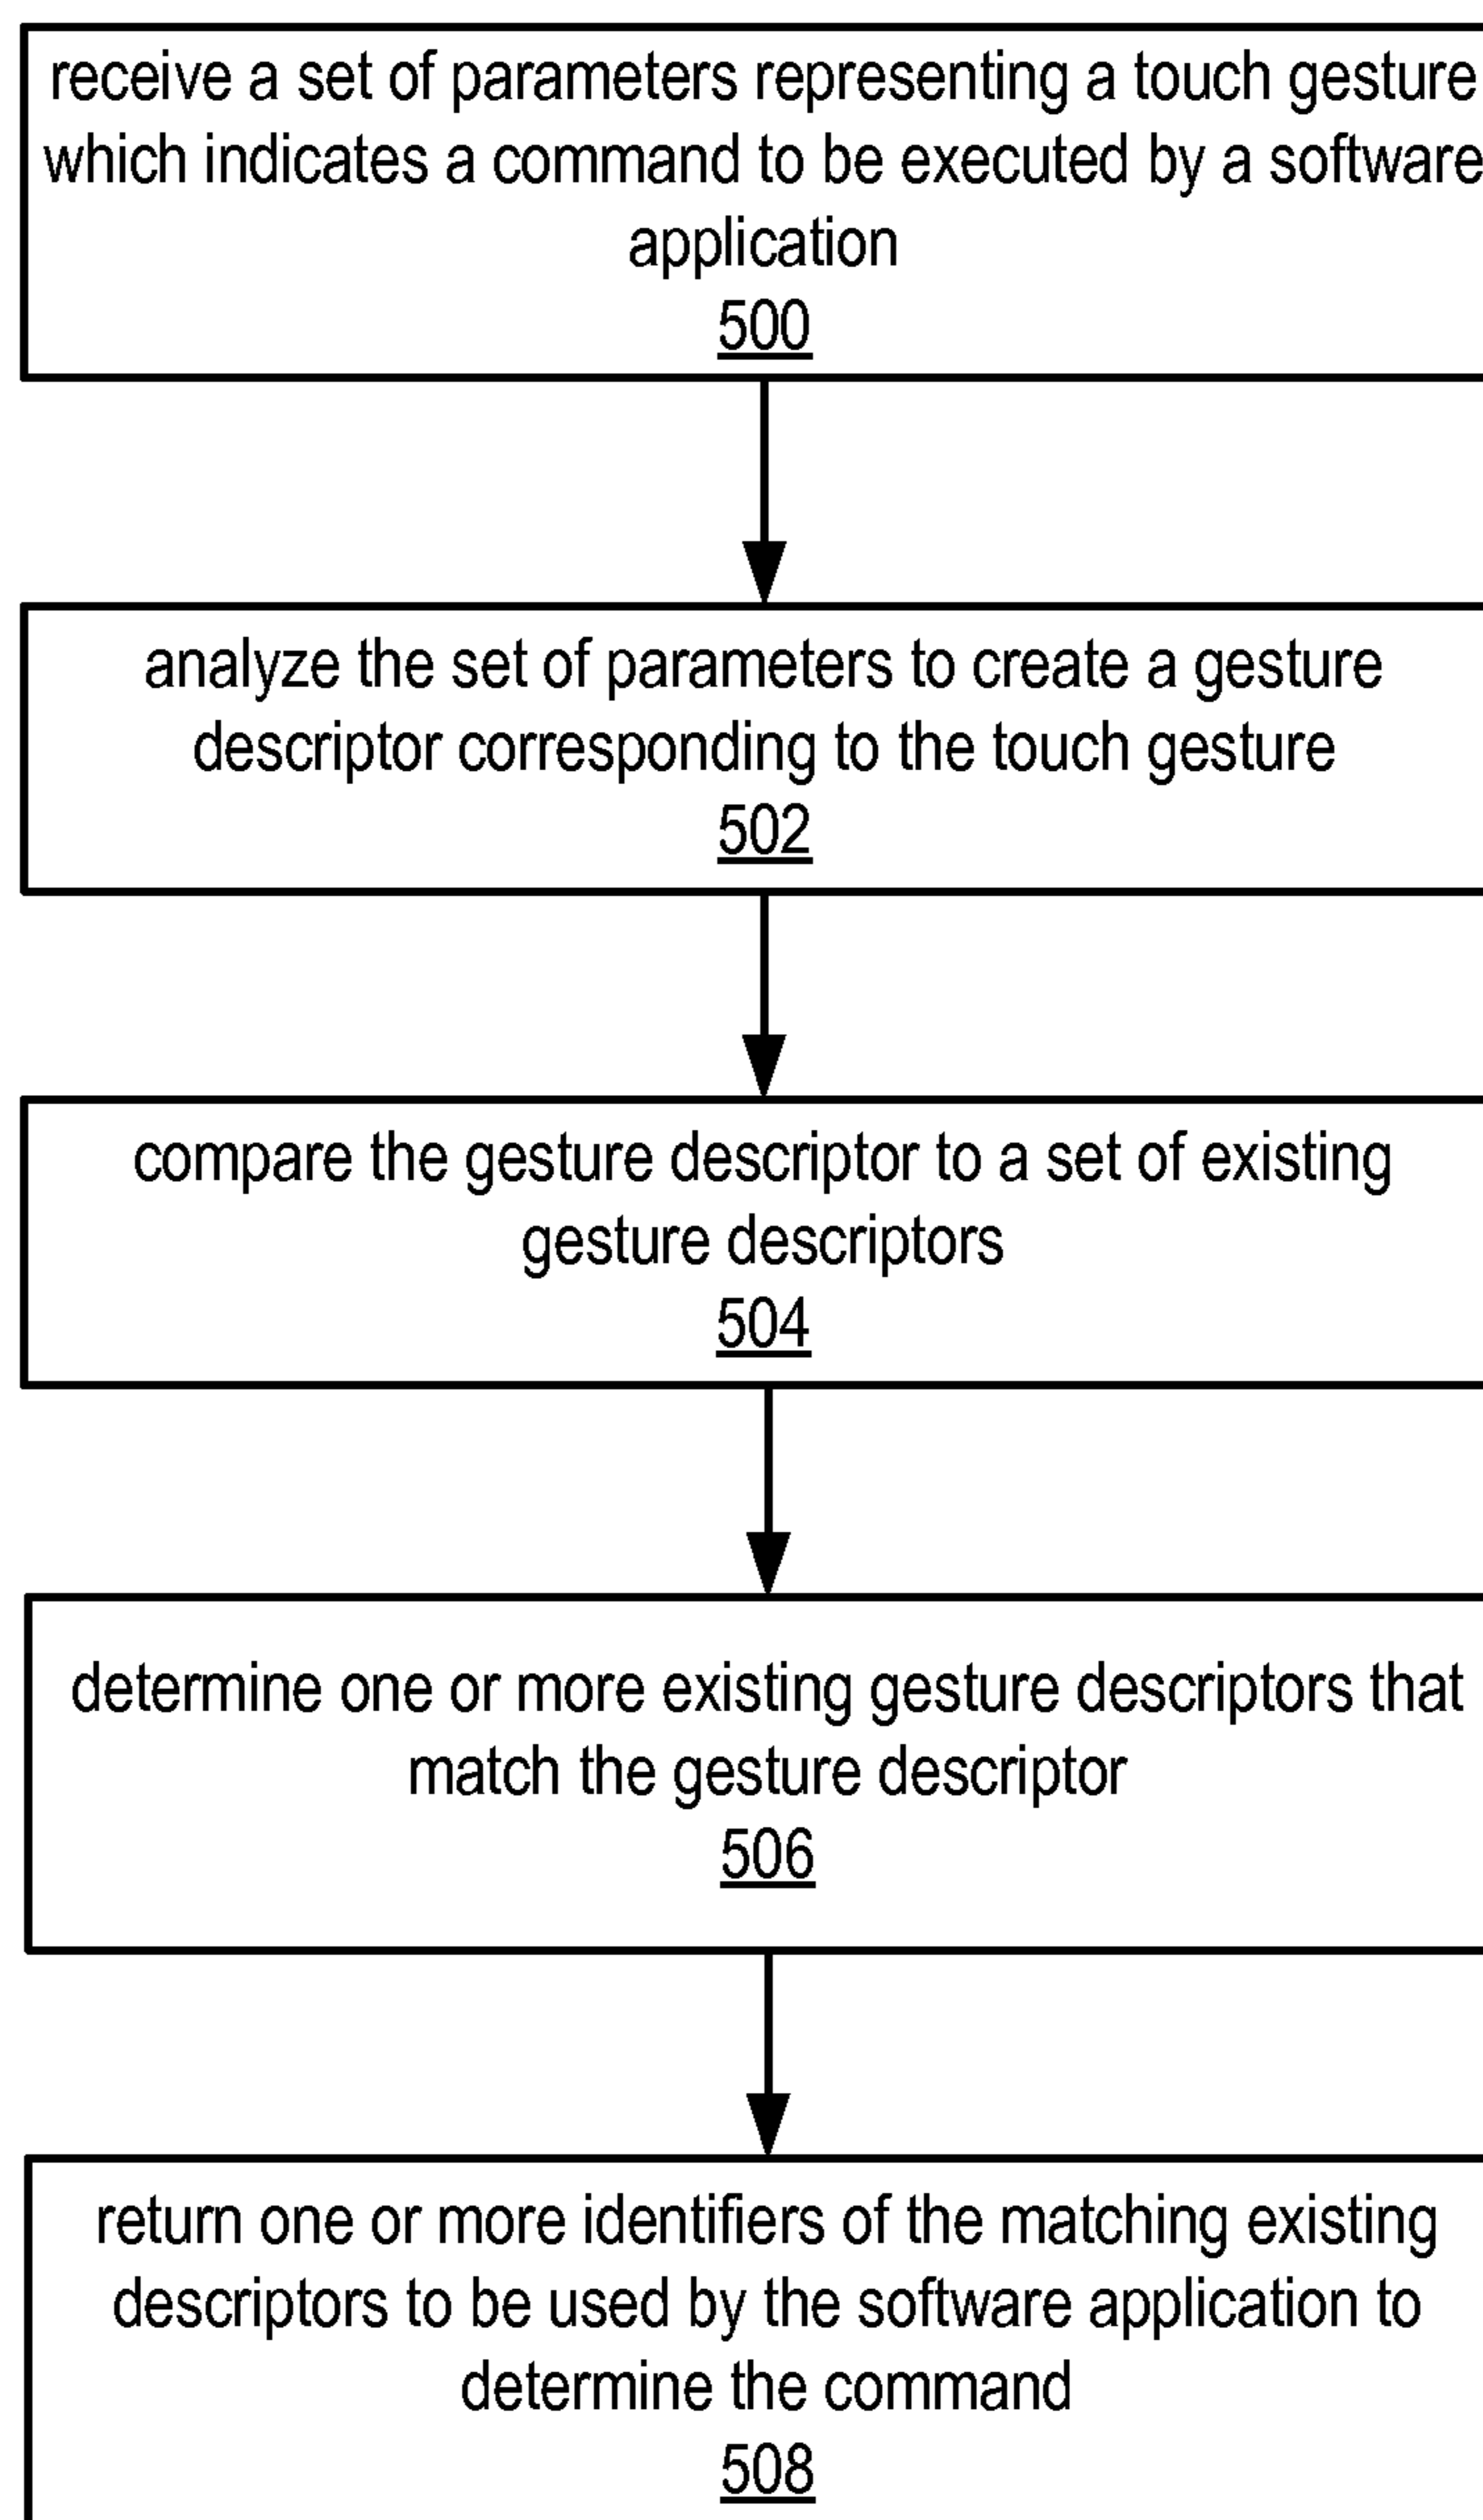 receive a set of parameters representing a touch gesture
which indicates a command to be executed by a software
application
500
analyze the set of parameters to create a gesture
descriptor corresponding to the touch gesture
502
compare the gesture descriptor to a set of existing
gesture descriptors
504
determine one or more existing gesture descriptors that
match the gesture descriptor
506
return one or more identifiers of the matching existing
descriptors to be used by the software application to
determine the command
508